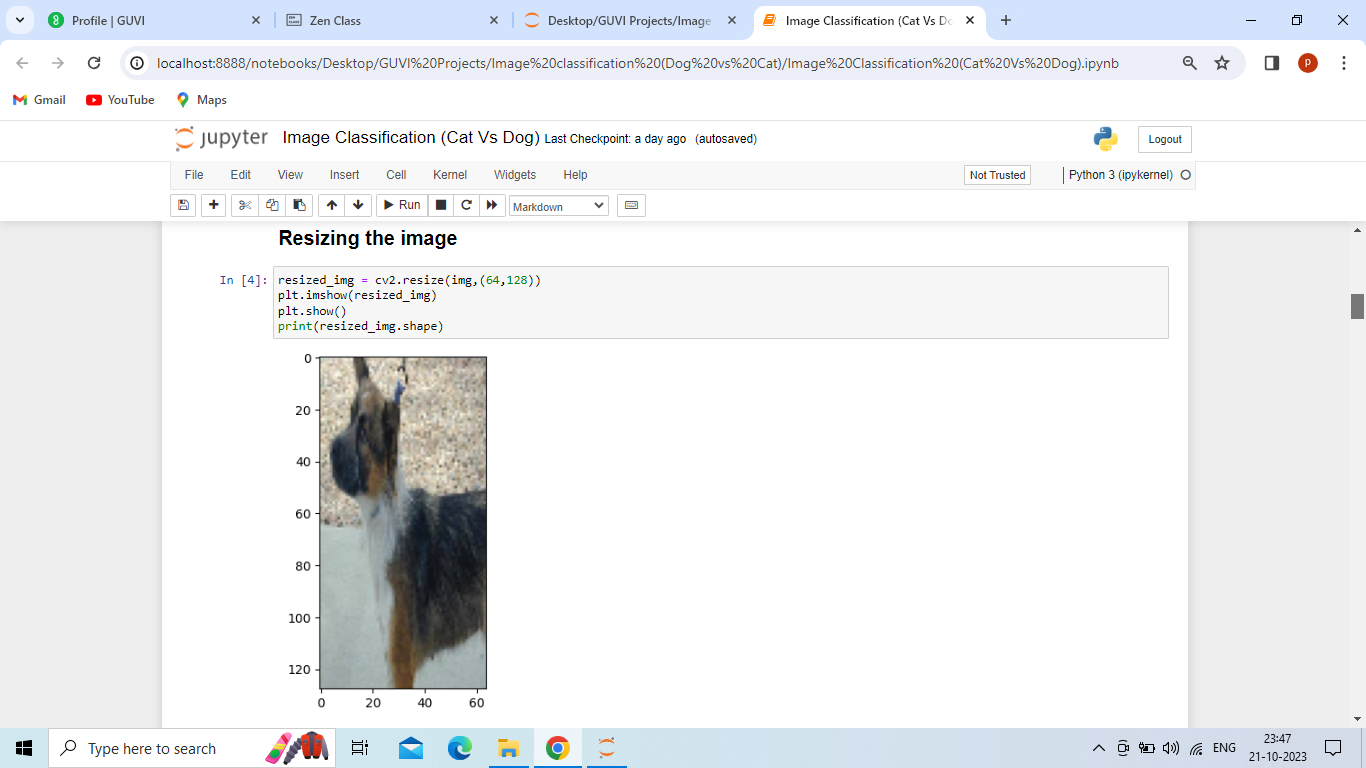 Profile | GUVI
Zen Class
Desktop/GUVI Projects/Image
Image Classification (Cat Vs Do
localhost:8888/notebooks/Desktop/GUVI%20Projects/Image%20classification%20(Dog%20vs%20Cat)/Image%20Classification%20(Cat%20Vs%20Dog).ipynb
p
Gmail YouTube Maps
jupyter Image Classification (Cat Vs Dog) Last Checkpoint: a day ago (autosaved)
Logout
File Edit View Insert Cell Kernel Widgets Help
Not Trusted
Python 3 (ipykernel)
Run
Markdown
Resizing the image
In [4]:
resized_img = cv2.resize(img,(64,128))
plt.imshow(resized_img)
plt.show()
print(resized_img.shape)
0
20
40
60
80
100
120
0 20 40 60
Type here to search
ENG
23:47
21-10-2023